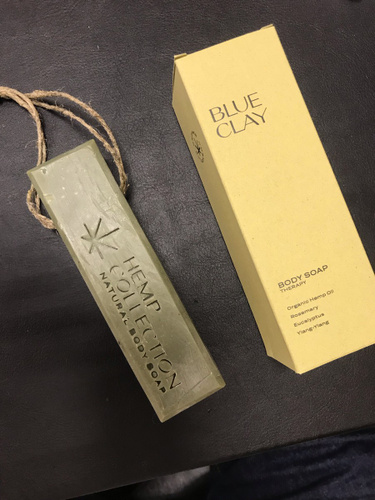 BLUE
CLAY
BODY SOAP
THERAPY
Organic Hemp Oil
Rosemary
Eucalyptus
Ylang-Ylang
HEMP
COLLECTION
NATURAL BODY SOAP